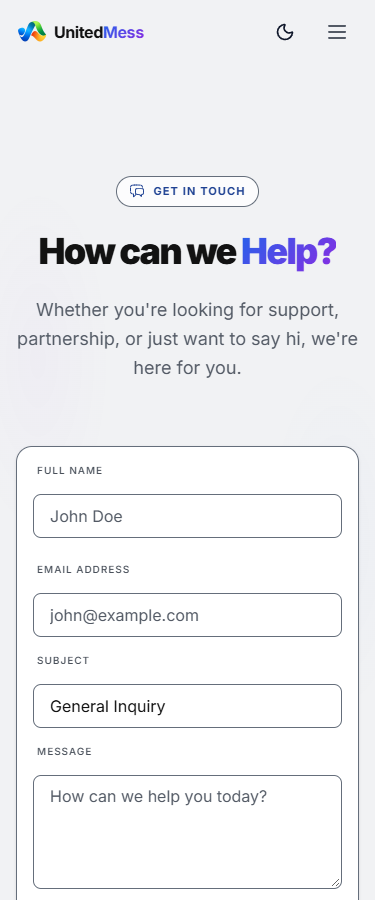 UnitedMess
GET IN TOUCH
How can we Help?
Whether you're looking for support,
partnership, or just want to say hi, we're
here for you.
FULL NAME
John Doe
EMAIL ADDRESS
john@example.com
SUBJECT
General Inquiry
MESSAGE
How can we help you today?